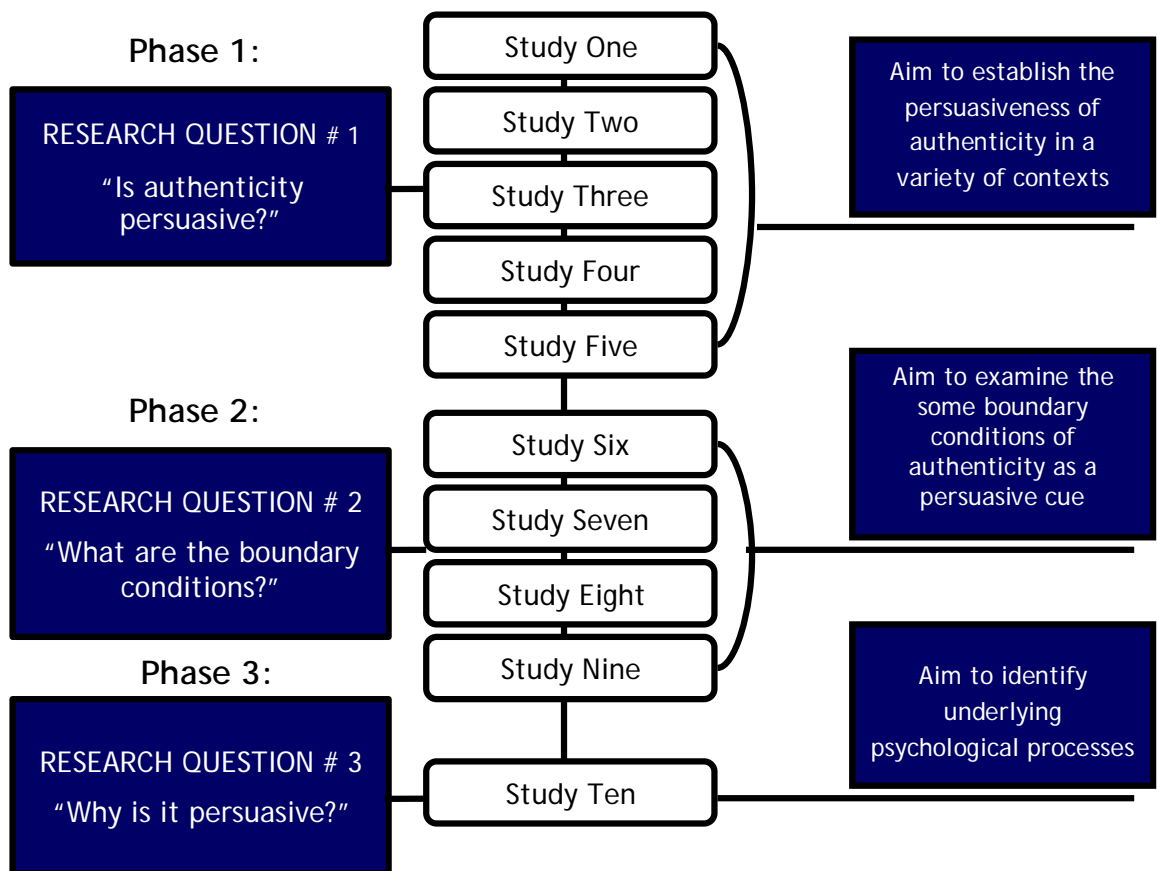 Phase 1:
RESEARCH QUESTION # 1
“Is authenticity
persuasive?”
Study One
Study Two
Study Three
Study Four
Study Five
Aim to establish the
persuasiveness of
authenticity in a
variety of contexts
Phase 2:
RESEARCH QUESTION # 2
“What are the boundary
conditions?”
Study Six
Study Seven
Study Eight
Study Nine
Aim to examine the
some boundary
conditions of
authenticity as a
persuasive cue
Phase 3:
RESEARCH QUESTION # 3
“Why is it persuasive?”
Study Ten
Aim to identify
underlying
psychological processes